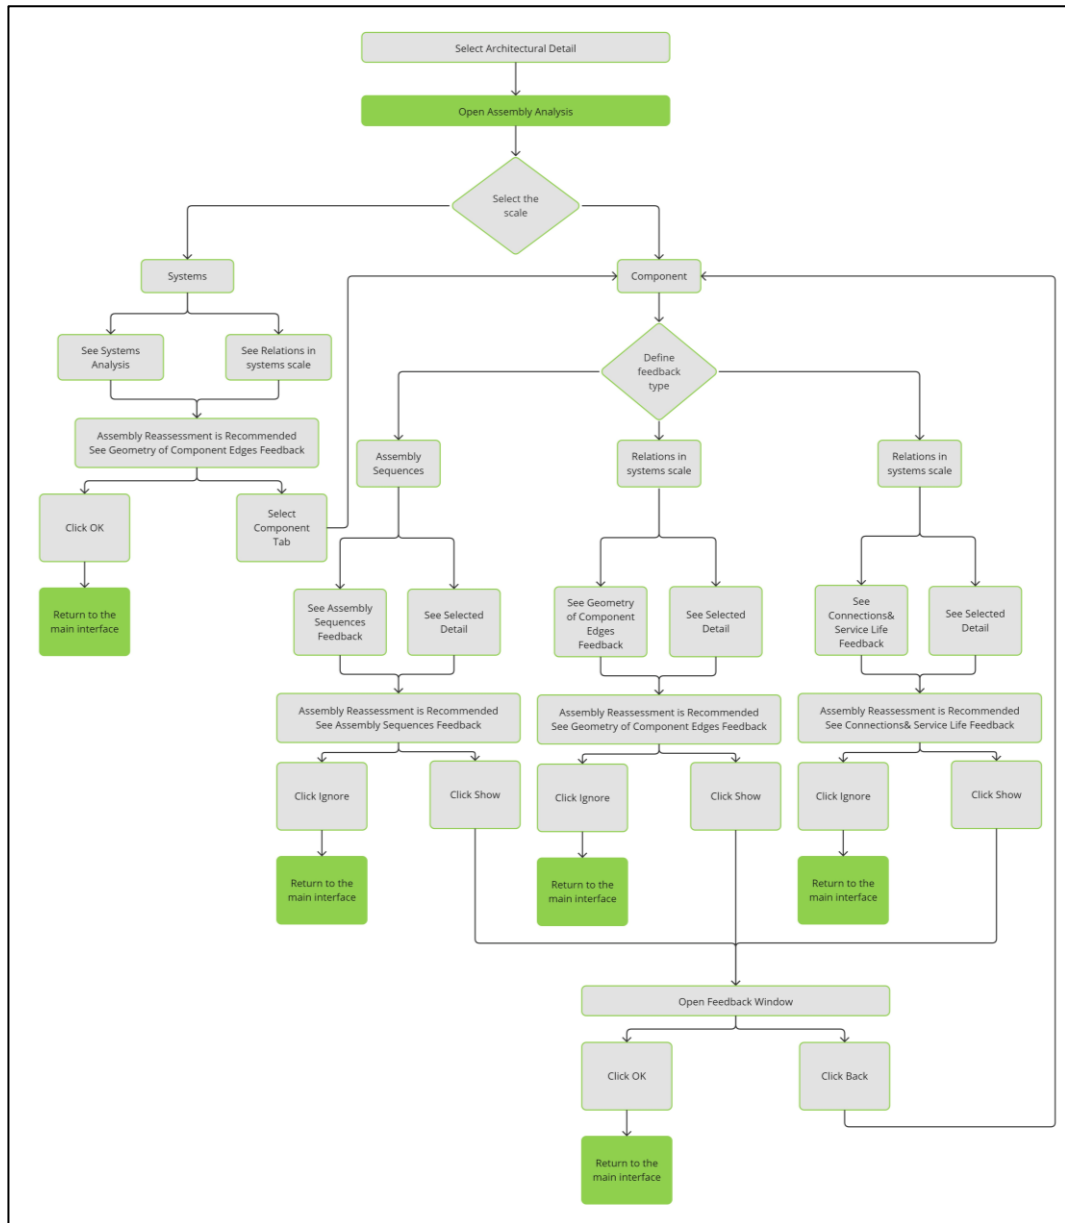 Select Architectural Detail
Open Assembly Analysis
Select the
scale
Systems
Component
See Systems
Analysis
See Relations in
systems scale
Define
feedback
type
Assembly Reassessment is Recommended
See Geometry of Component Edges Feedback
Assembly
Sequences
Relations in
systems scale
Relations in
systems scale
Click OK
Select
Component
Tab
Return to the
main interface
See Assembly
Sequences
Feedback
See Selected
Detail
See Geometry
of Component
Edges
Feedback
See Selected
Detail
See
Connections&
Service Life
Feedback
See Selected
Detail
Assembly Reassessment is Recommended
See Assembly Sequences Feedback
Assembly Reassessment is Recommended
See Geometry of Component Edges Feedback
Assembly Reassessment is Recommended
See Connections& Service Life Feedback
Click Ignore
Click Show
Click Ignore
Click Show
Click Ignore
Click Show
Return to the
main interface
Return to the
main interface
Return to the
main interface
Open Feedback Window
Click OK
Click Back
Return to the
main interface